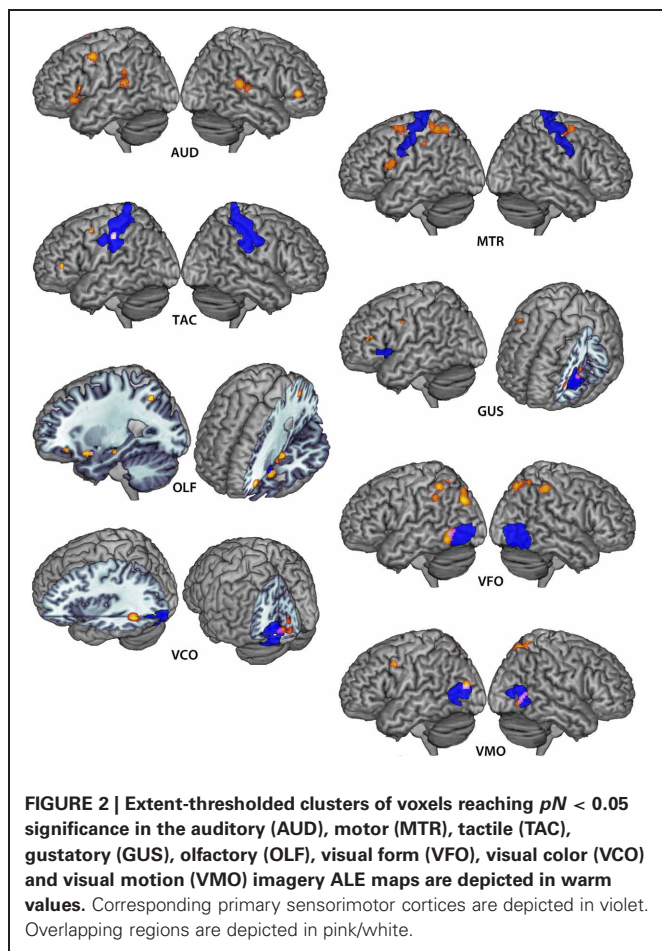 AUD
MTR
TAC
GUS
OLF
VFO
VCO
VMO
FIGURE 2 | Extent-thresholded clusters of voxels reaching pN < 0.05
significance in the auditory (AUD), motor (MTR), tactile (TAC),
gustatory (GUS), olfactory (OLF), visual form (VFO), visual color (VCO)
and visual motion (VMO) imagery ALE maps are depicted in warm
values. Corresponding primary sensorimotor cortices are depicted in violet.
Overlapping regions are depicted in pink/white.